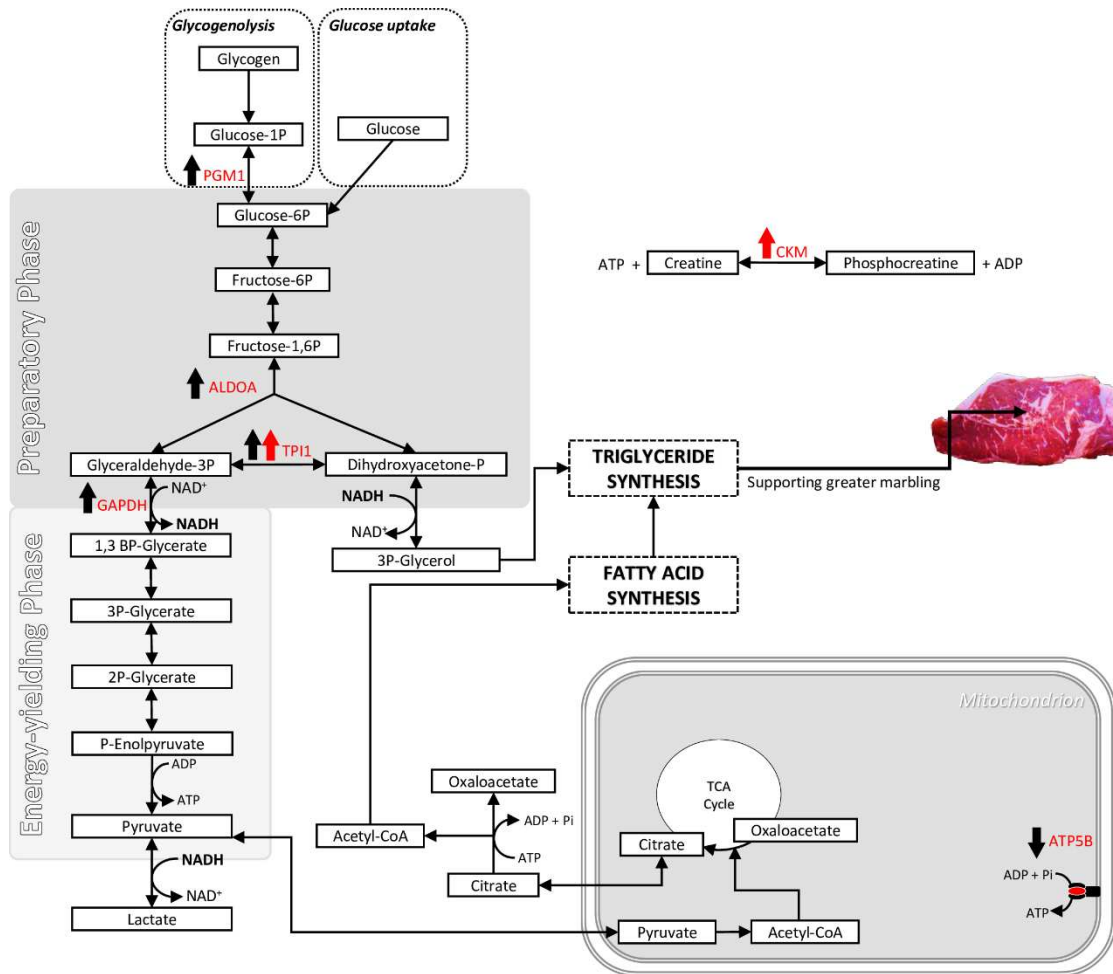 Glycogenolysis
Glucose uptake
Glycogen
Glucose-1P
Glucose
PGM1
Preparatory Phase
Glucose-6P
Fructose-6P
Fructose-1,6P
ALDOA
TPI1
Glyceraldehyde-3P
Dihydroxyacetone-P
ATP +
Creatine
CKM
Phosphocreatine
+ ADP
TRIGLYCERIDE
SYNTHESIS
Supporting greater marbling
GAPDH
NAD⁺
NADH
NADH
NAD⁺
3P-Glycerol
FATTY ACID
SYNTHESIS
Energy-yielding Phase
1,3 BP-Glycerate
3P-Glycerate
2P-Glycerate
P-Enolpyruvate
ADP
ATP
Pyruvate
NADH
NAD⁺
Lactate
Oxaloacetate
Acetyl-CoA
ADP + Pi
ATP
Citrate
Mitochondrion
TCA
Cycle
Oxaloacetate
Citrate
Pyruvate
Acetyl-CoA
ATP5B
ADP + Pi
ATP